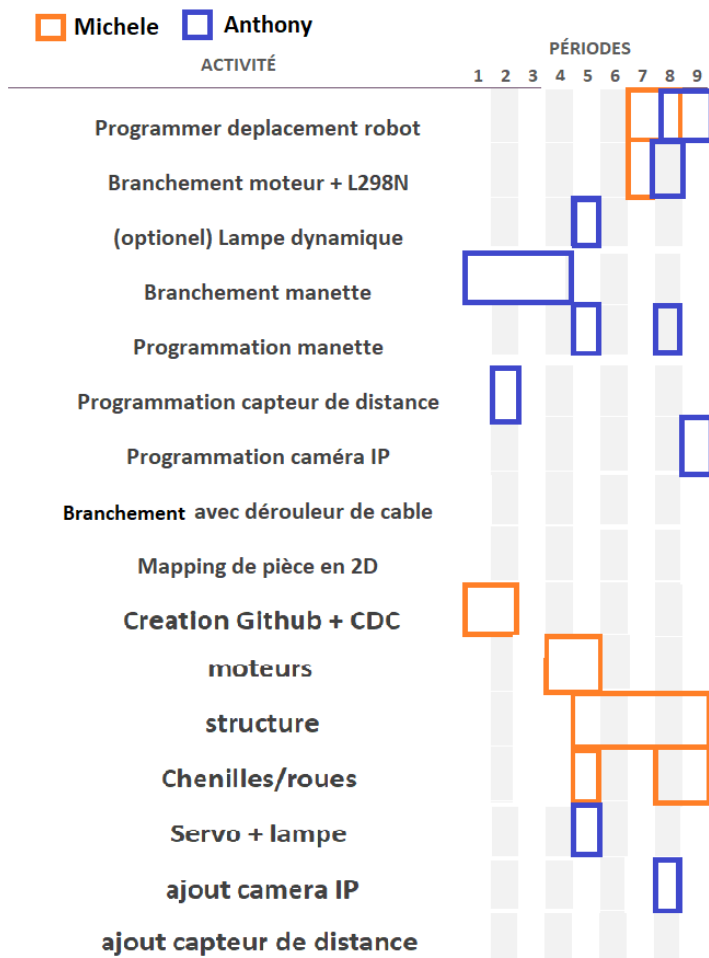 Michele Anthony
PÉRIODES
ACTIVITÉ
1 2 3 4 5 6 7 8 9
Programmer deplacement robot
Branchement moteur + L298N
(optionel) Lampe dynamique
Branchement manette
Programmation manette
Programmation capteur de distance
Programmation caméra IP
Branchement avec dérouleur de cable
Mapping de pièce en 2D
Creation Github + CDC
moteurs
structure
Chenilles/roues
Servo + lampe
ajout camera IP
ajout capteur de distance